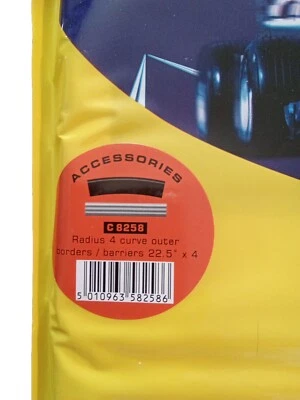 ACCESSORIES
C 8258
Radius 4 curve outer
borders / barriers 22.5° x 4
5 010963 582586